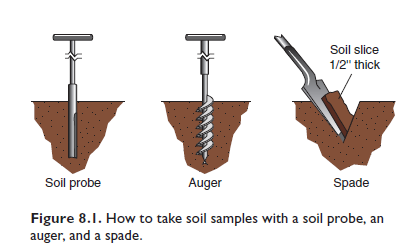 Soil slice
1/2" thick
Soil probe
Auger
Spade
Figure 8.1. How to take soil samples with a soil probe, an
auger, and a spade.